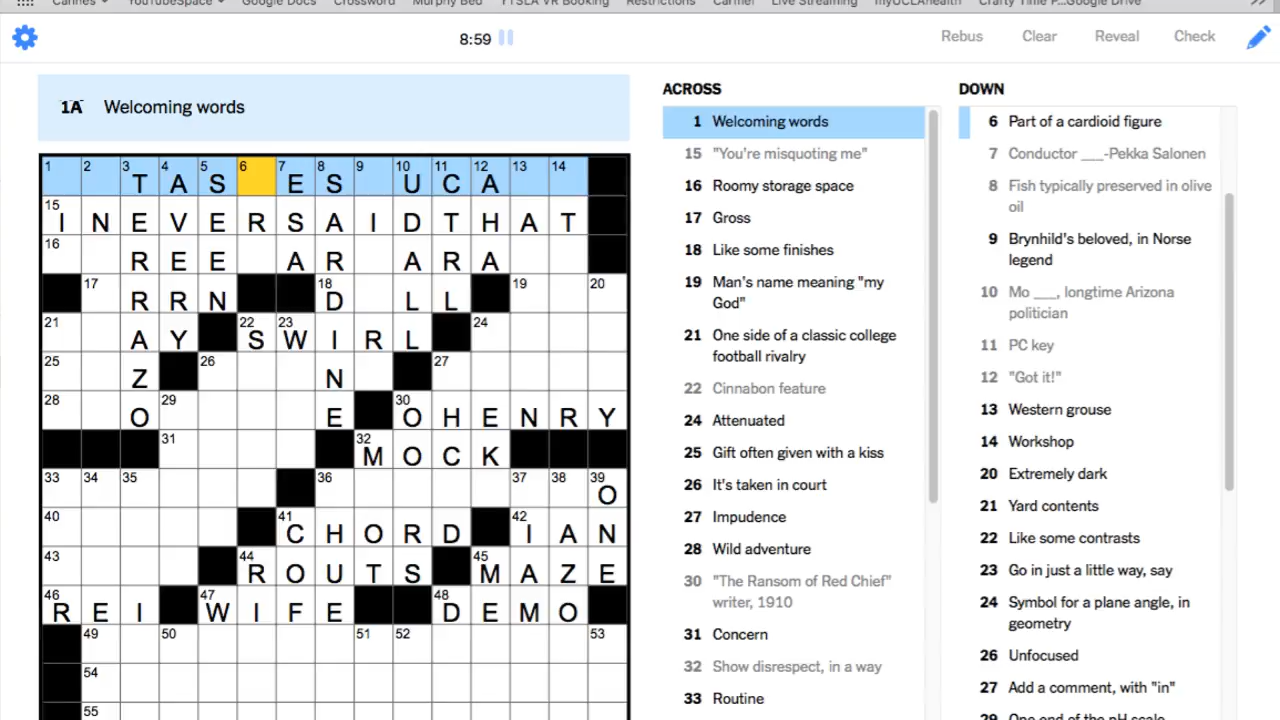 Cannes YouTubeSpace Google Docs Crossword Murphy Bed YTSLA VR Booking Restrictions Carmel Live Streaming myUCLAhealth Crafty Time P...Google Drive >>
8:59 Rebus Clear Reveal Check
1A Welcoming words
1 2 3 4 5 6 7 8 9 10 11 12 13 14
T A S E S U C A
15
I N E V E R S A I D T H A T
16
R E E A R A R A
17 18 19 20
R R N D L L
21 22 23 24
A Y S W I R L
25 26 27
Z N
28 29 30
O E O H E N R Y
31 32
M O C K
33 34 35 36 37 38 39
O
40 41 42
C H O R D I A N
43 44 45
R O U T S M A Z E
46 47 48
R E I W I F E D E M O
49 50 51 52 53
54
55
ACROSS
1 Welcoming words
15 "You're misquoting me"
16 Roomy storage space
17 Gross
18 Like some finishes
19 Man's name meaning "my
God"
21 One side of a classic college
football rivalry
22 Cinnabon feature
24 Attenuated
25 Gift often given with a kiss
26 It's taken in court
27 Impudence
28 Wild adventure
30 "The Ransom of Red Chief"
writer, 1910
31 Concern
32 Show disrespect, in a way
33 Routine
DOWN
6 Part of a cardioid figure
7 Conductor ___-Pekka Salonen
8 Fish typically preserved in olive
oil
9 Brynhild's beloved, in Norse
legend
10 Mo ___, longtime Arizona
politician
11 PC key
12 "Got it!"
13 Western grouse
14 Workshop
20 Extremely dark
21 Yard contents
22 Like some contrasts
23 Go in just a little way, say
24 Symbol for a plane angle, in
geometry
26 Unfocused
27 Add a comment, with "in"
29 One end of the pH scale